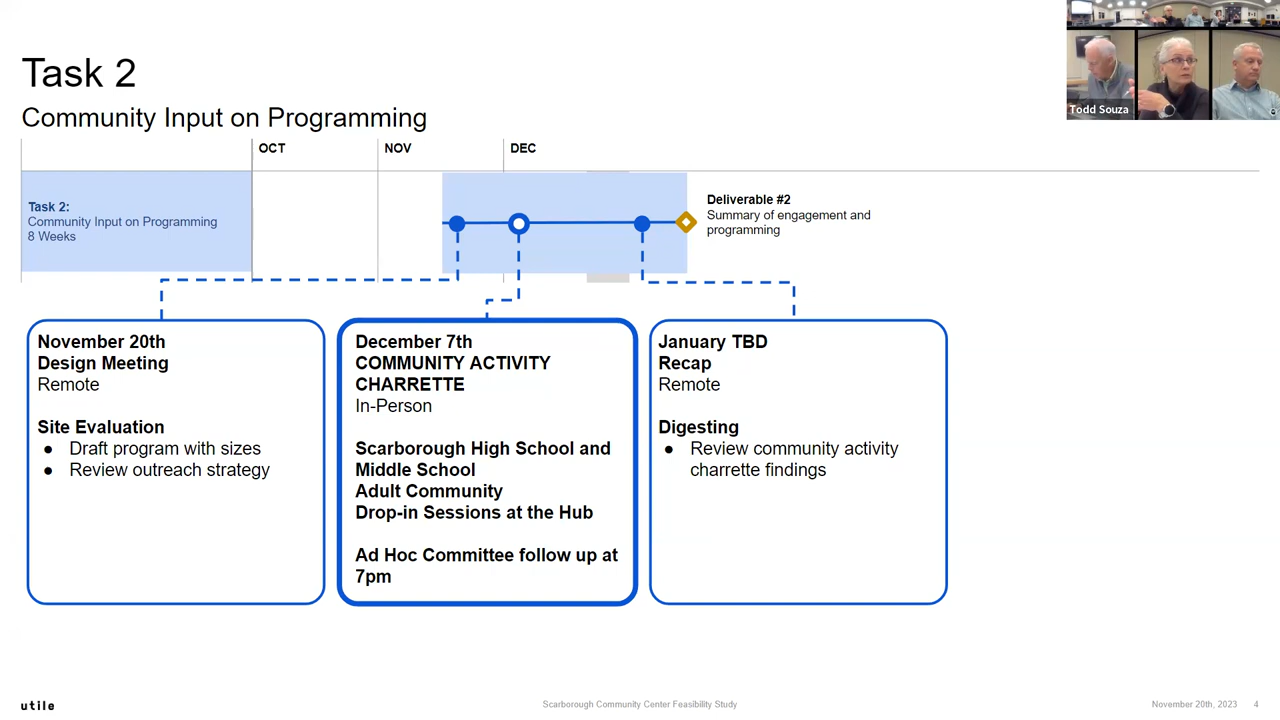 Task 2
Community Input on Programming
OCT
NOV
DEC
Task 2:
Community Input on Programming
8 Weeks
Deliverable #2
Summary of engagement and
programming
November 20th
Design Meeting
Remote
Site Evaluation
● Draft program with sizes
● Review outreach strategy
December 7th
COMMUNITY ACTIVITY
CHARRETTE
In-Person
Scarborough High School and
Middle School
Adult Community
Drop-in Sessions at the Hub
Ad Hoc Committee follow up at
7pm
January TBD
Recap
Remote
Digesting
● Review community activity
charrette findings
Todd Souza
utile
Scarborough Community Center Feasibility Study
November 20th, 2023 4